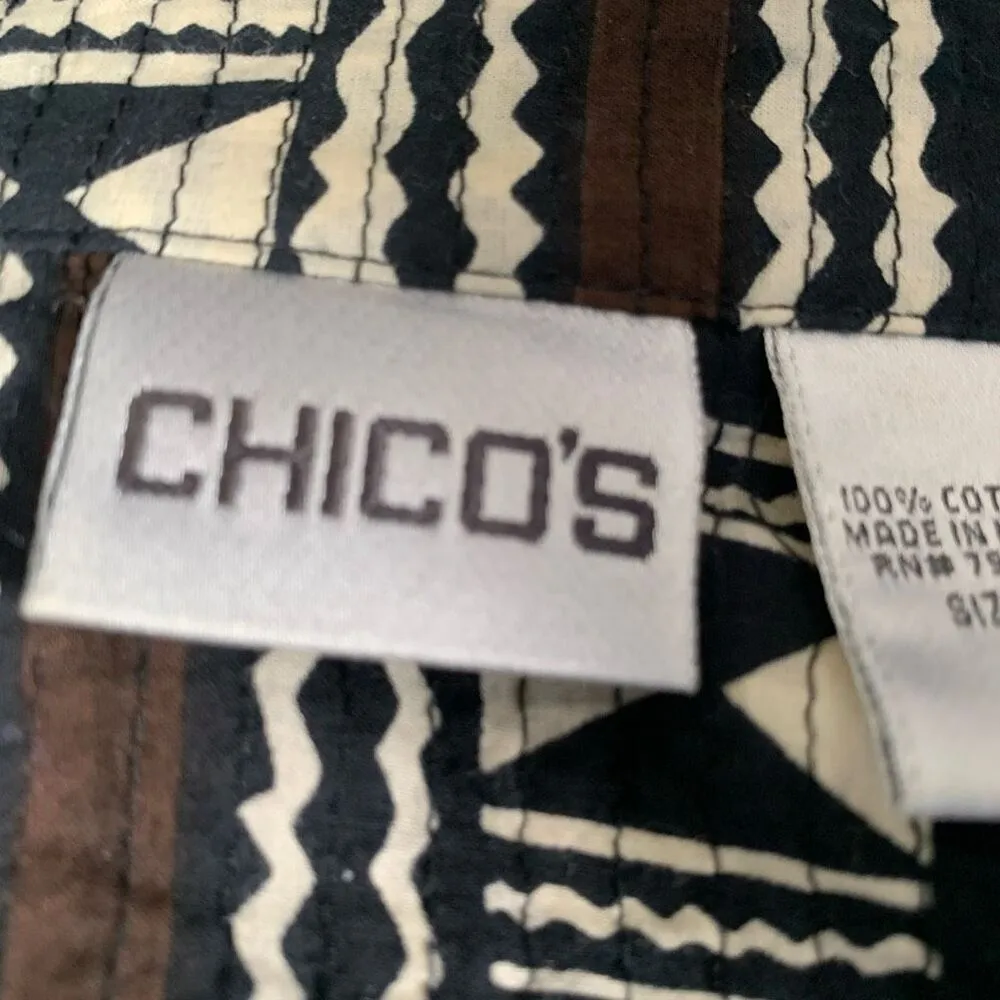 CHICO'S
100% COT
MADE IN
RN# 79
SIZ